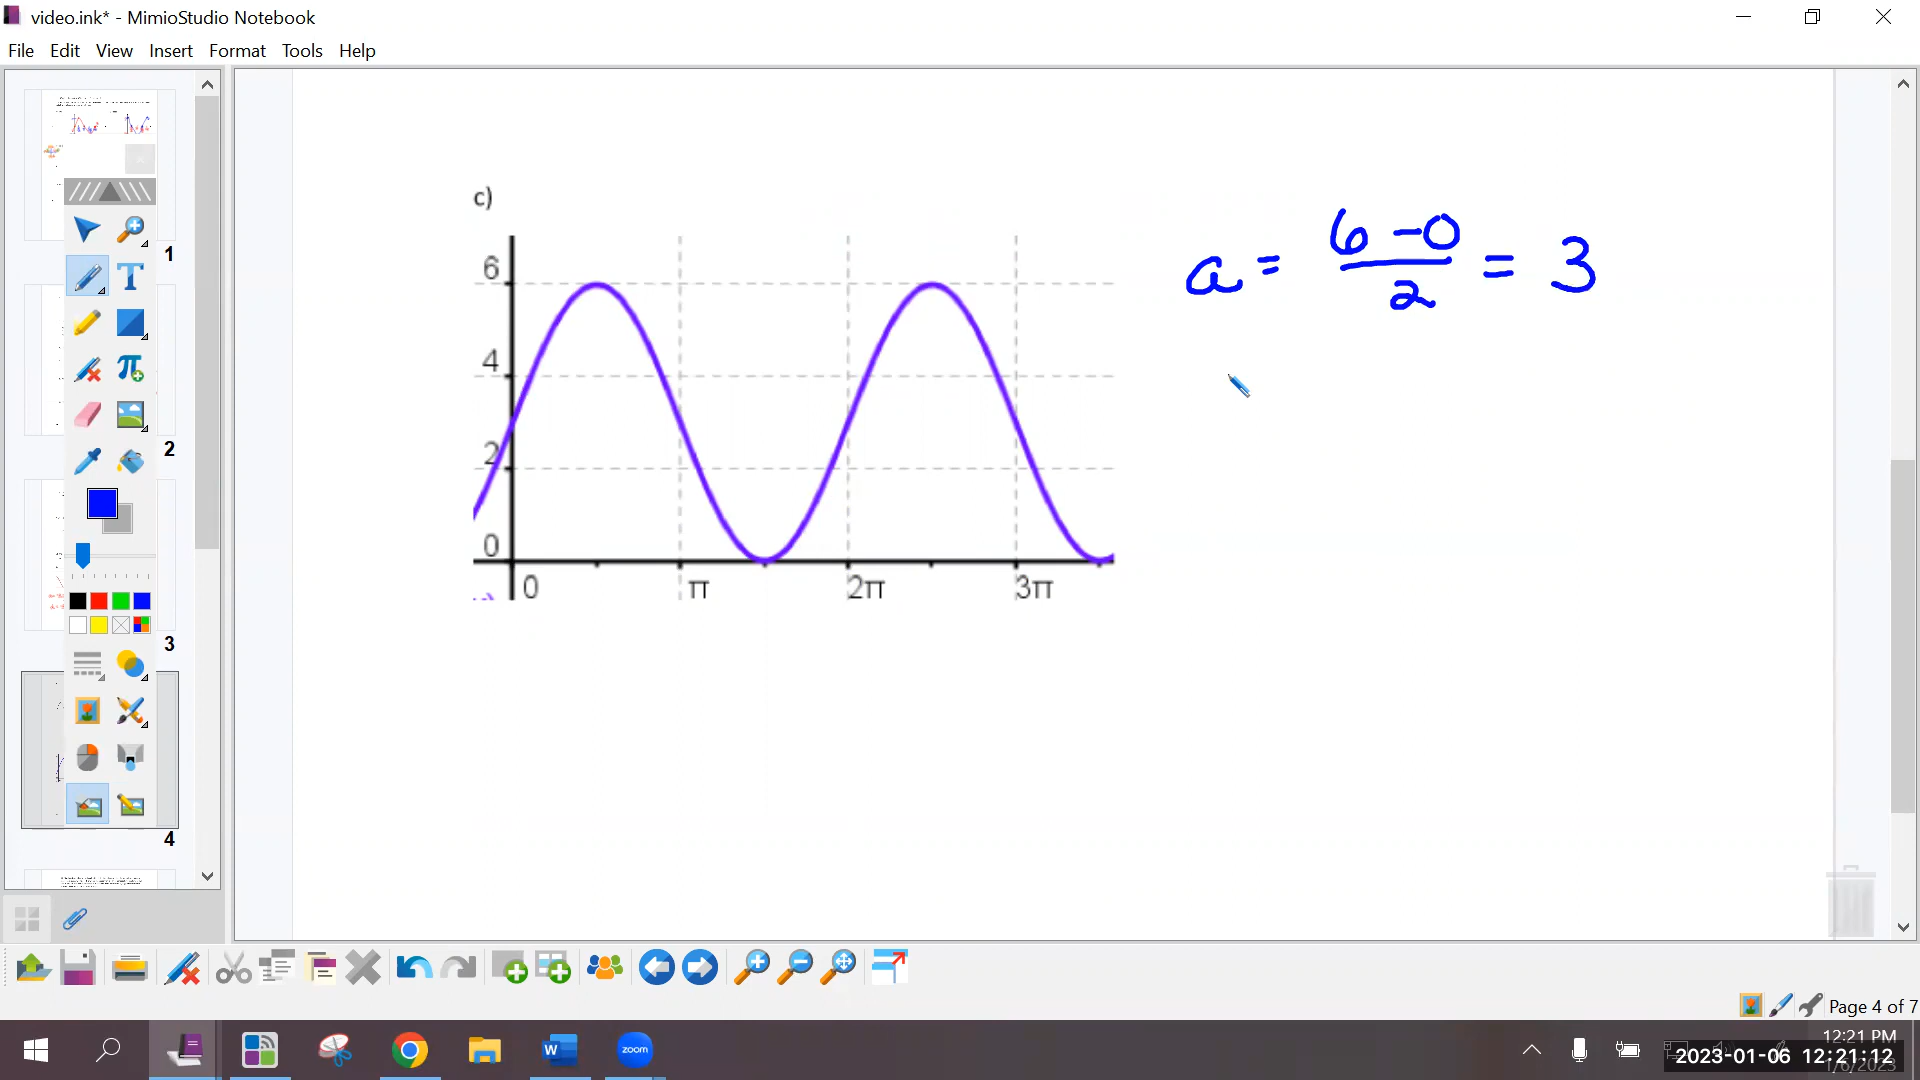 video.ink* - MimioStudio Notebook
File Edit View Insert Format Tools Help
c)
6
4
2
0
0 π 2π 3π
a = 6 - 0 / 2 = 3
1
2
3
4
Page 4 of 7
W
zoom
12:21 PM
2023-01-06 12:21:12